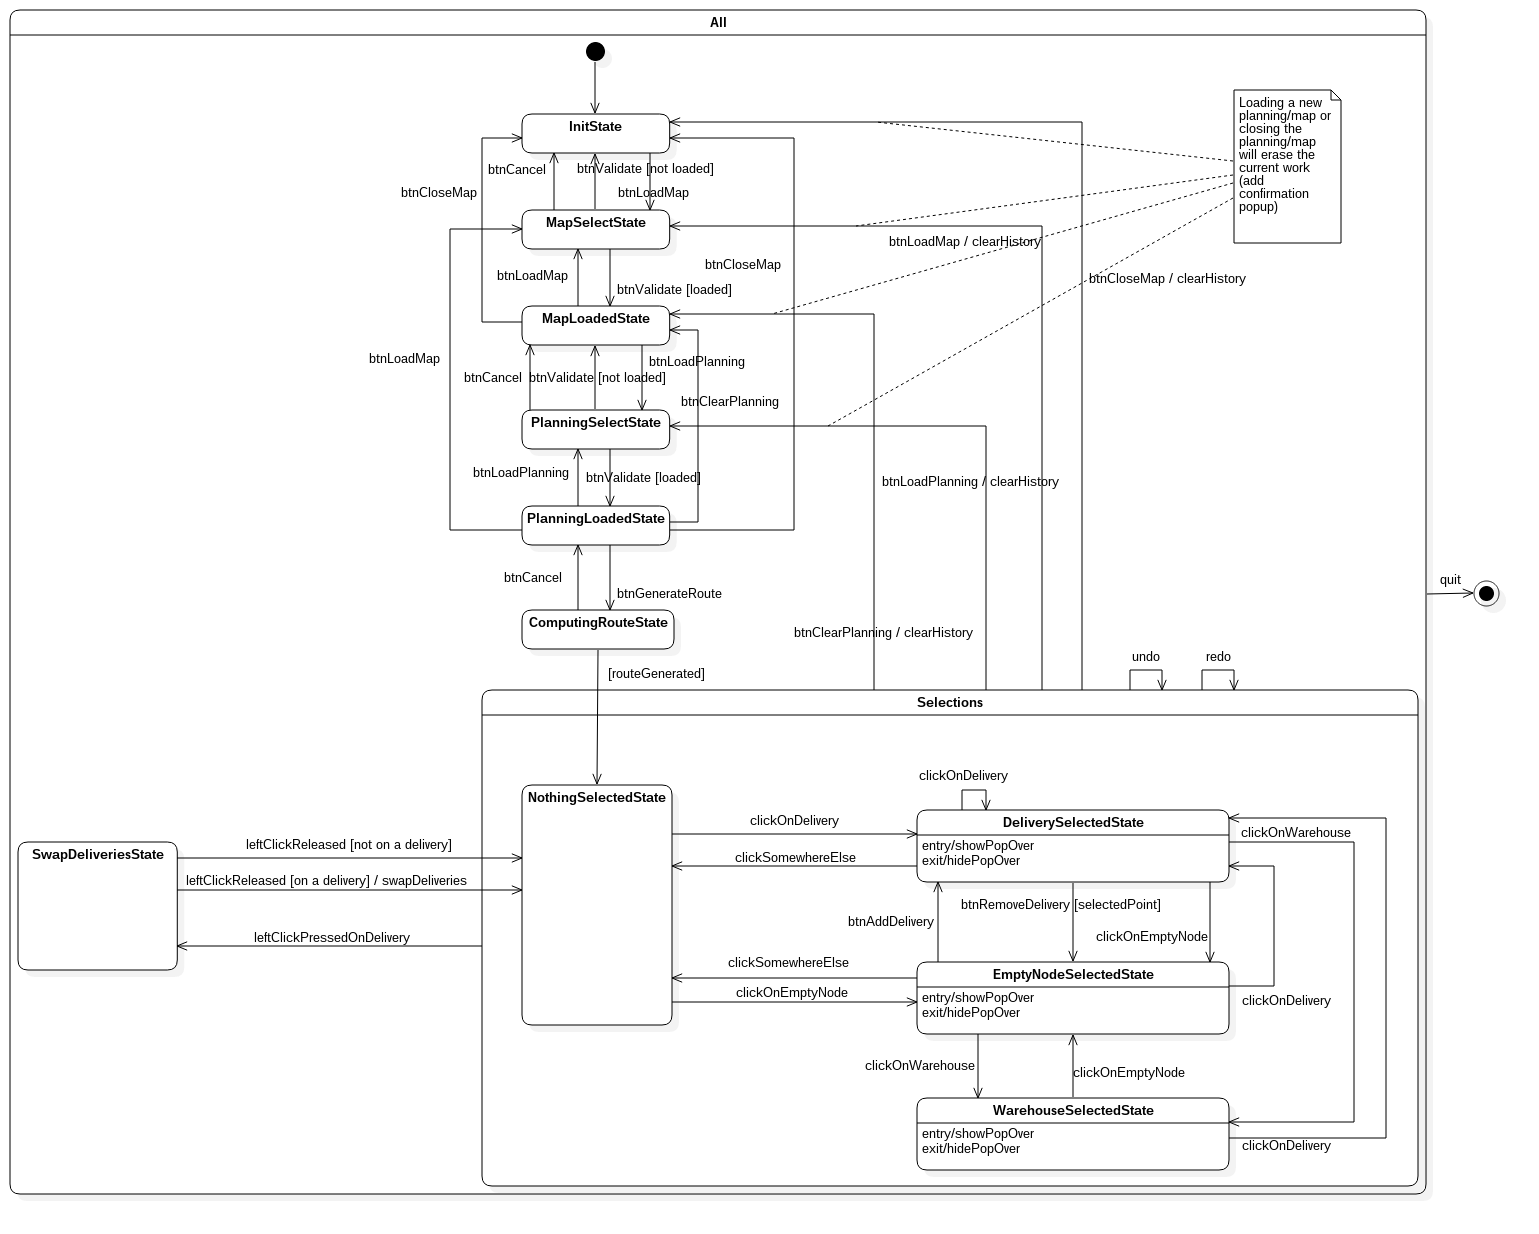 All
InitState
Loading a new
planning/map or
closing the
planning/map
will erase the
current work
(add
confirmation
popup)
btnCancel
btnValidate [not loaded]
btnCloseMap
btnLoadMap
MapSelectState
btnLoadMap / clearHistory
btnCloseMap
btnLoadMap
btnCloseMap / clearHistory
btnValidate [loaded]
MapLoadedState
btnLoadMap
btnLoadPlanning
btnCancel
btnValidate [not loaded]
btnClearPlanning
PlanningSelectState
btnLoadPlanning
btnValidate [loaded]
btnLoadPlanning / clearHistory
PlanningLoadedState
btnCancel
btnGenerateRoute
quit
ComputingRouteState
btnClearPlanning / clearHistory
undo
redo
[routeGenerated]
Selections
clickOnDelivery
NothingSelectedState
clickOnDelivery
DeliverySelectedState
clickOnWarehouse
entry/showPopOver
exit/hidePopOver
SwapDeliveriesState
leftClickReleased [not on a delivery]
clickSomewhereElse
leftClickReleased [on a delivery] / swapDeliveries
btnRemoveDelivery [selectedPoint]
btnAddDelivery
clickOnEmptyNode
leftClickPressedOnDelivery
clickSomewhereElse
EmptyNodeSelectedState
clickOnEmptyNode
entry/showPopOver
exit/hidePopOver
clickOnDelivery
clickOnWarehouse
clickOnEmptyNode
WarehouseSelectedState
entry/showPopOver
exit/hidePopOver
clickOnDelivery